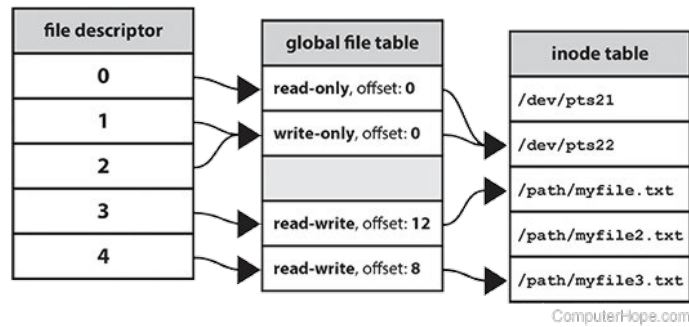 file descriptor
0
1
2
3
4
global file table
read-only, offset: 0
write-only, offset: 0
read-write, offset: 12
read-write, offset: 8
inode table
/dev/pts21
/dev/pts22
/path/myfile.txt
/path/myfile2.txt
/path/myfile3.txt
ComputerHope.com